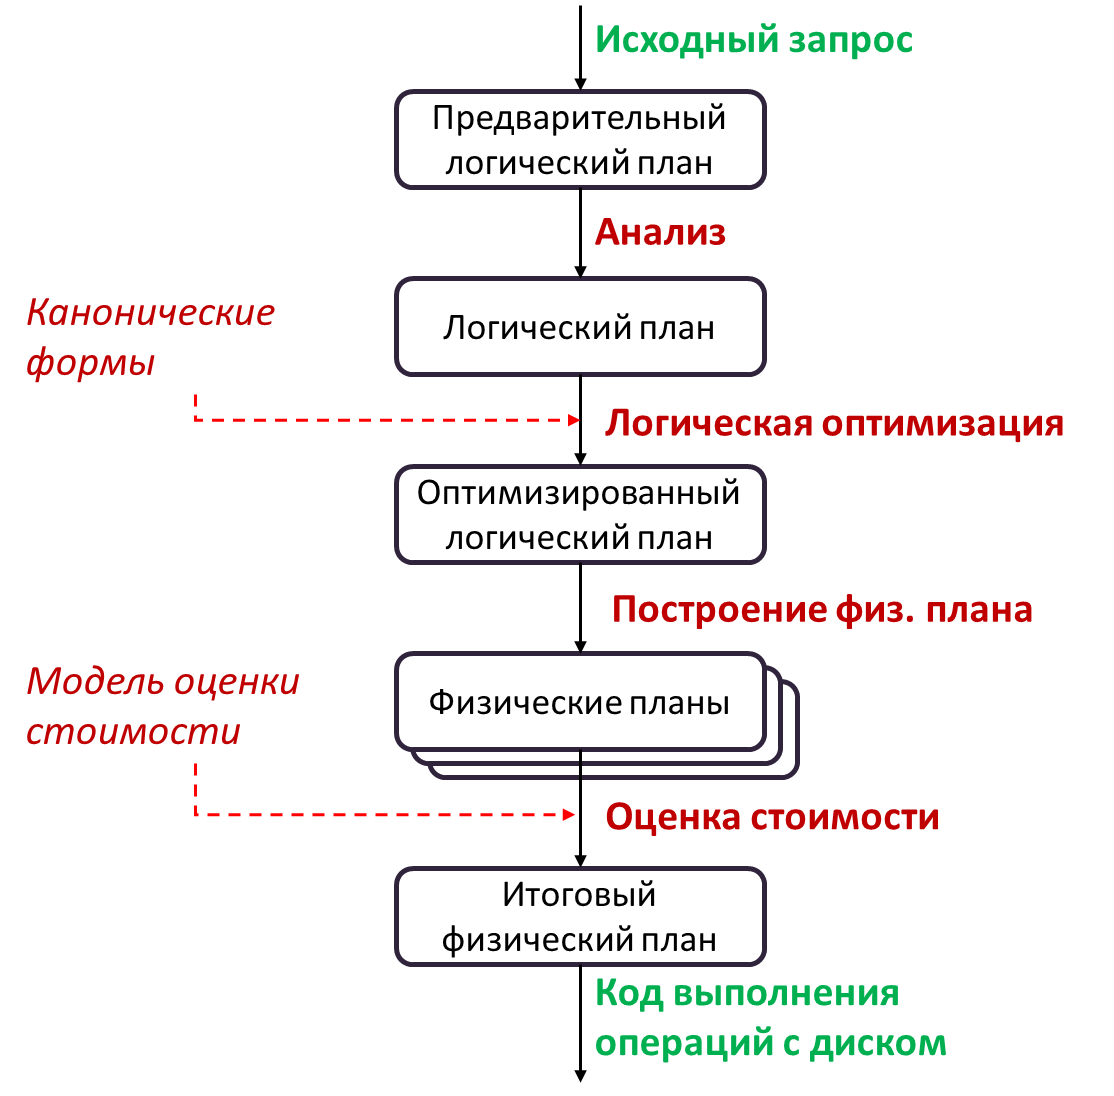 Исходный запрос
Предварительный
логический план
Анализ
Канонические
формы
Логический план
Логическая оптимизация
Оптимизированный
логический план
Построение физ. плана
Модель оценки
стоимости
Физические планы
Оценка стоимости
Итоговый
физический план
Код выполнения
операций с диском